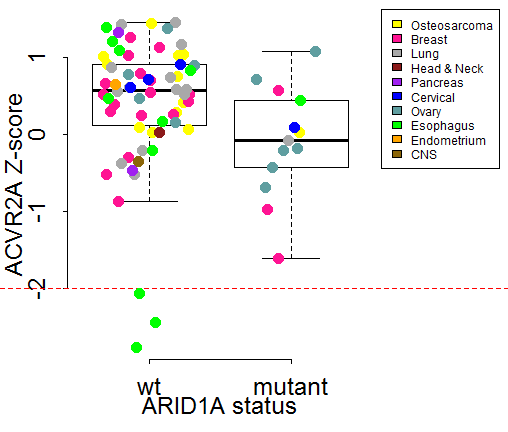 Osteosarcoma
Breast
Lung
Head & Neck
Pancreas
Cervical
Ovary
Esophagus
Endometrium
CNS
ACVR2A Z-score
1
0
-1
-2
wt mutant
ARID1A status